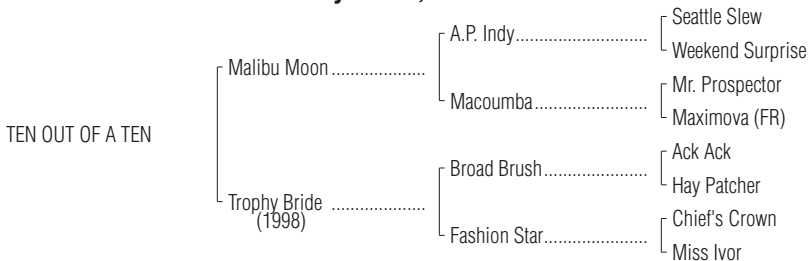 Seattle Slew
A.P. Indy
Weekend Surprise
Malibu Moon
Mr. Prospector
Macoumba
Maximova (FR)
TEN OUT OF A TEN
Ack Ack
Broad Brush
Hay Patcher
Trophy Bride
(1998)
Chief's Crown
Fashion Star
Miss Ivor